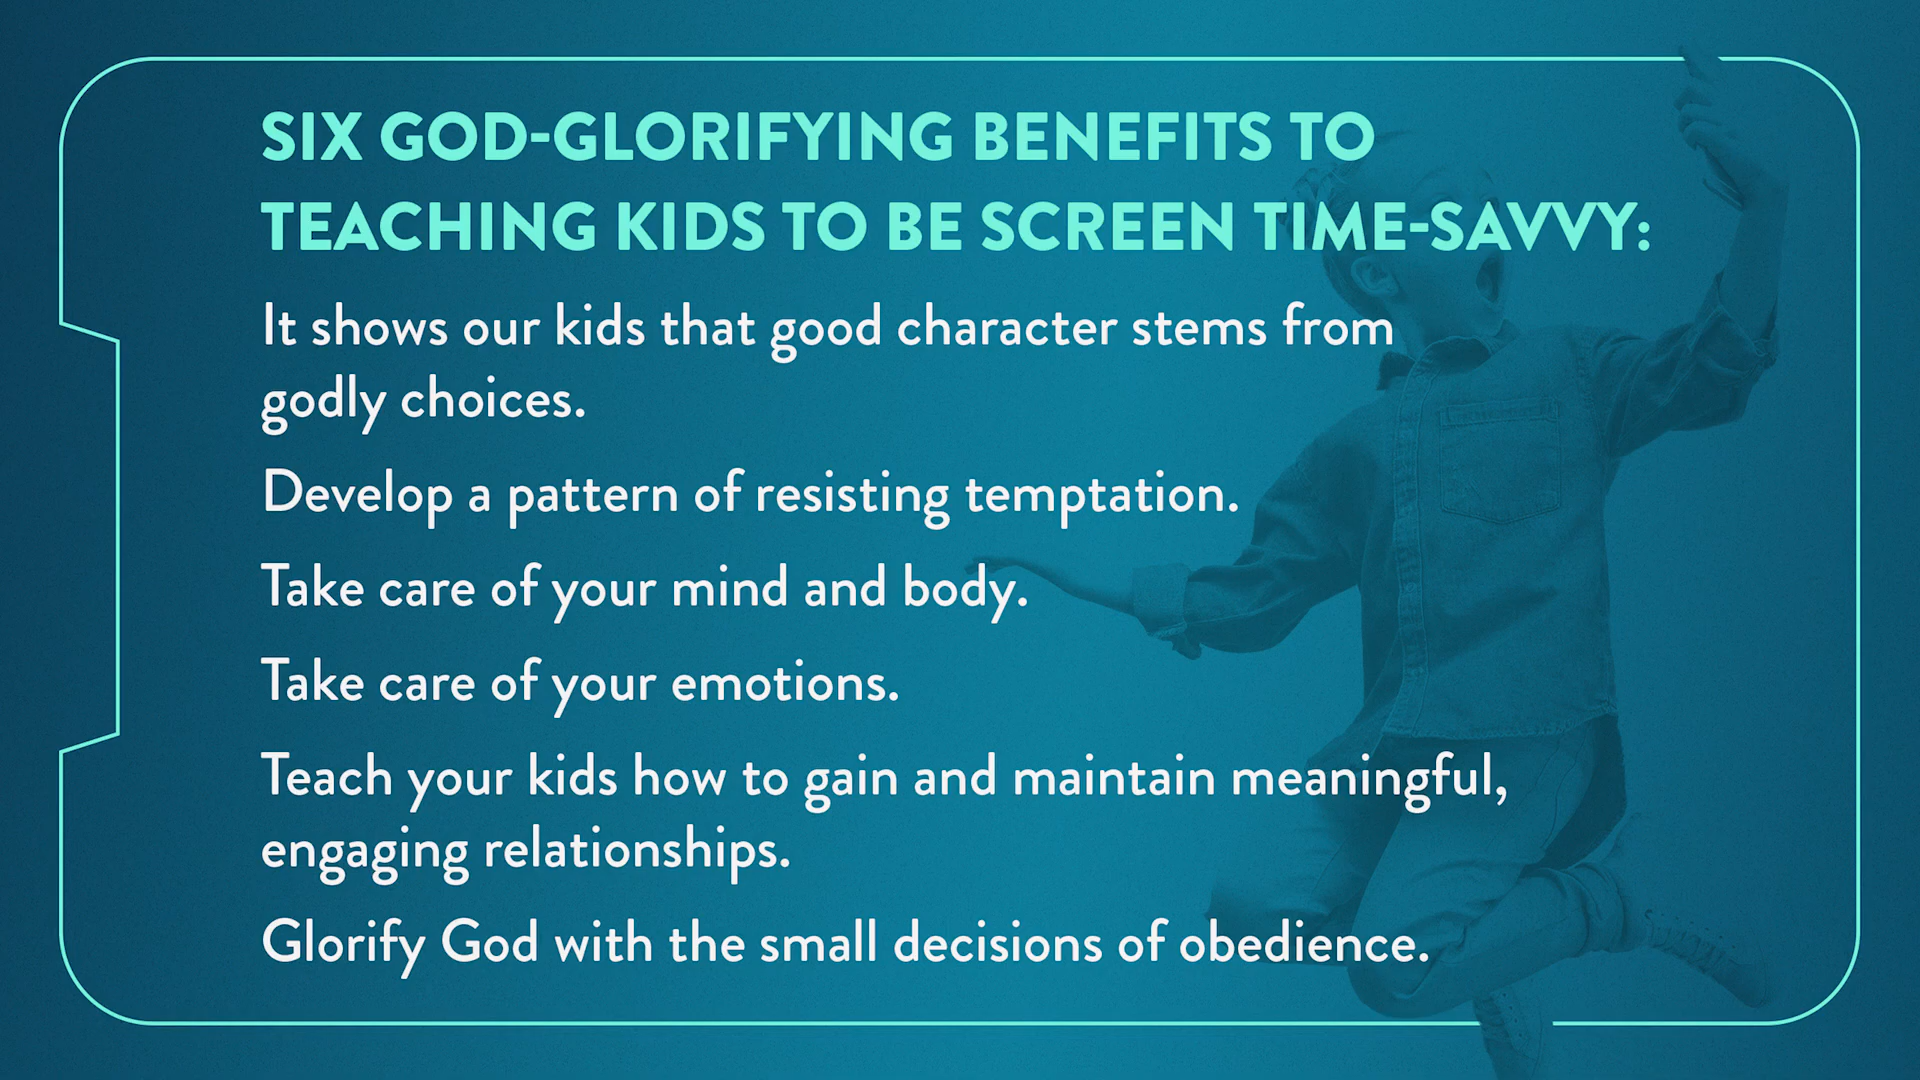 SIX GOD-GLORIFYING BENEFITS TO
TEACHING KIDS TO BE SCREEN TIME-SAVVY:
It shows our kids that good character stems from
godly choices.
Develop a pattern of resisting temptation.
Take care of your mind and body.
Take care of your emotions.
Teach your kids how to gain and maintain meaningful,
engaging relationships.
Glorify God with the small decisions of obedience.